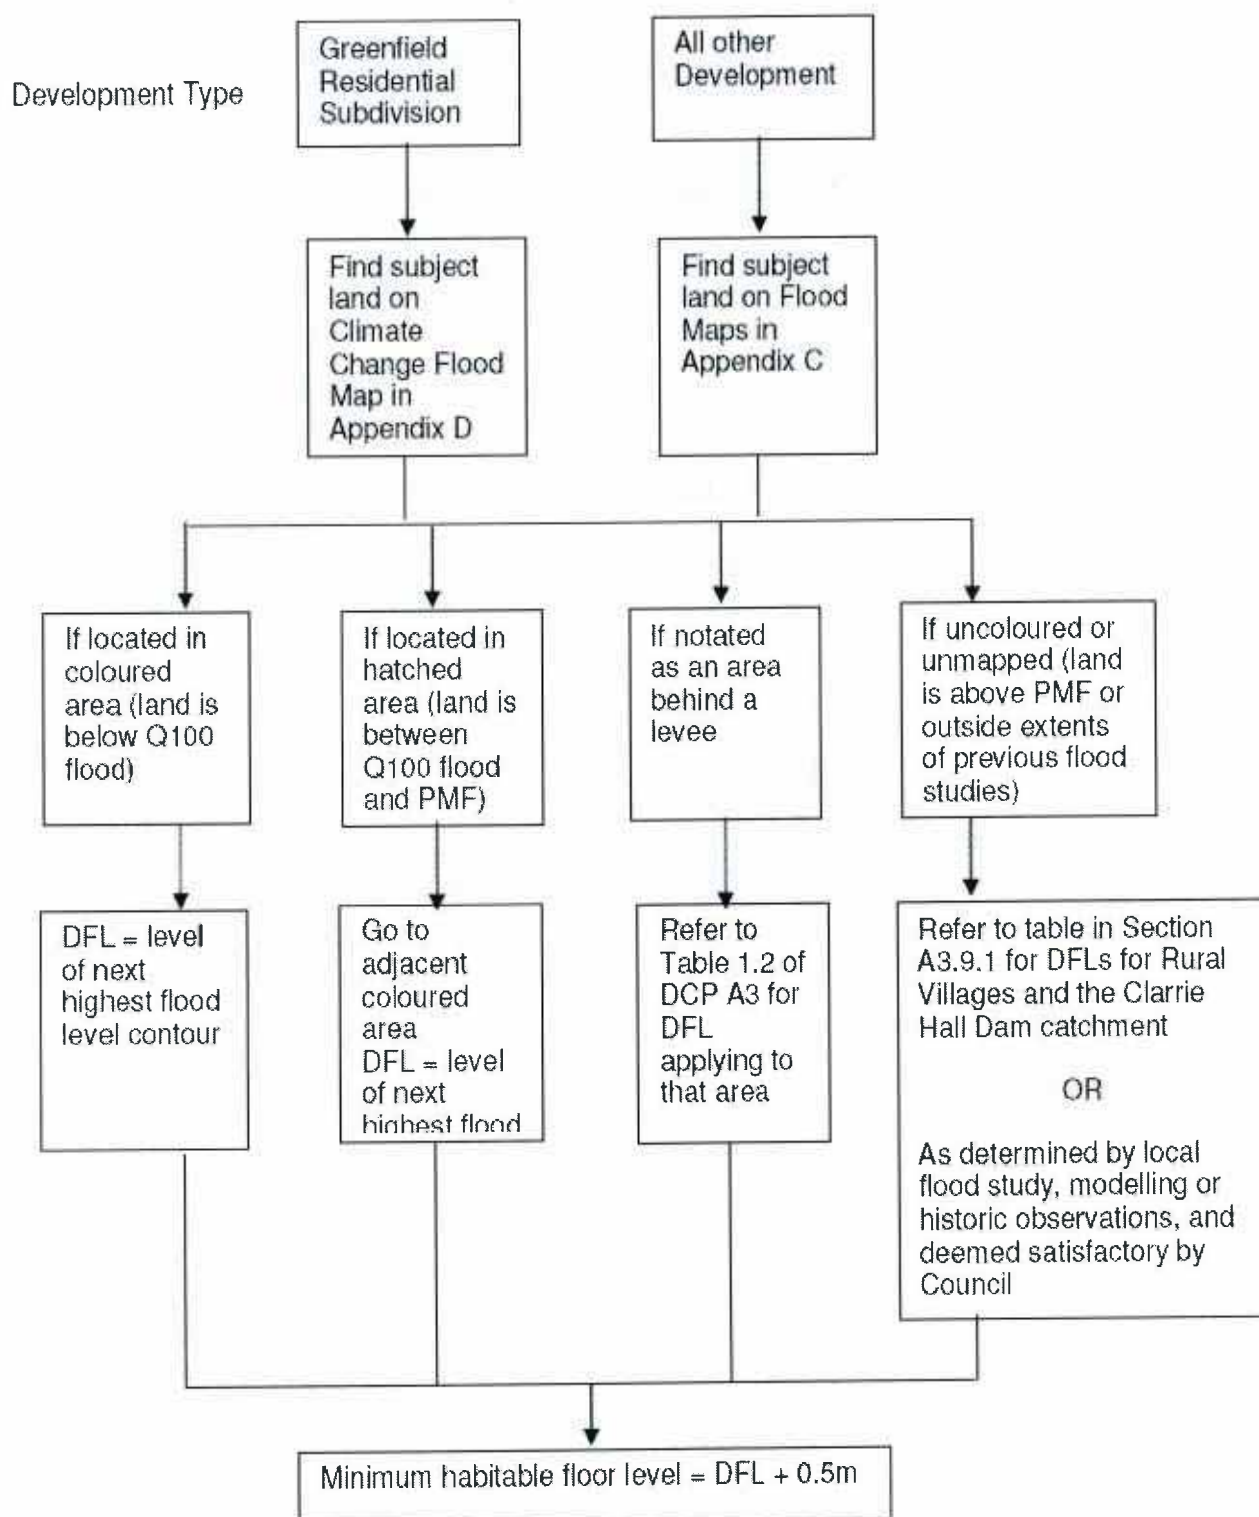 Development Type
Greenfield
Residential
Subdivision
All other
Development
Find subject
land on
Climate
Change Flood
Map in
Appendix D
Find subject
land on Flood
Maps in
Appendix C
If located in
coloured
area (land is
below Q100
flood)
If located in
hatched
area (land is
between
Q100 flood
and PMF)
If notated
as an area
behind a
levee
If uncoloured or
unmapped (land
is above PMF or
outside extents
of previous flood
studies)
DFL = level
of next
highest flood
level contour
Go to
adjacent
coloured
area
DFL = level
of next
highest flood
Refer to
Table 1.2 of
DCP A3 for
DFL
applying to
that area
Refer to table in Section
A3.9.1 for DFLs for Rural
Villages and the Clarrie
Hall Dam catchment
OR
As determined by local
flood study, modelling or
historic observations, and
deemed satisfactory by
Council
Minimum habitable floor level = DFL + 0.5m